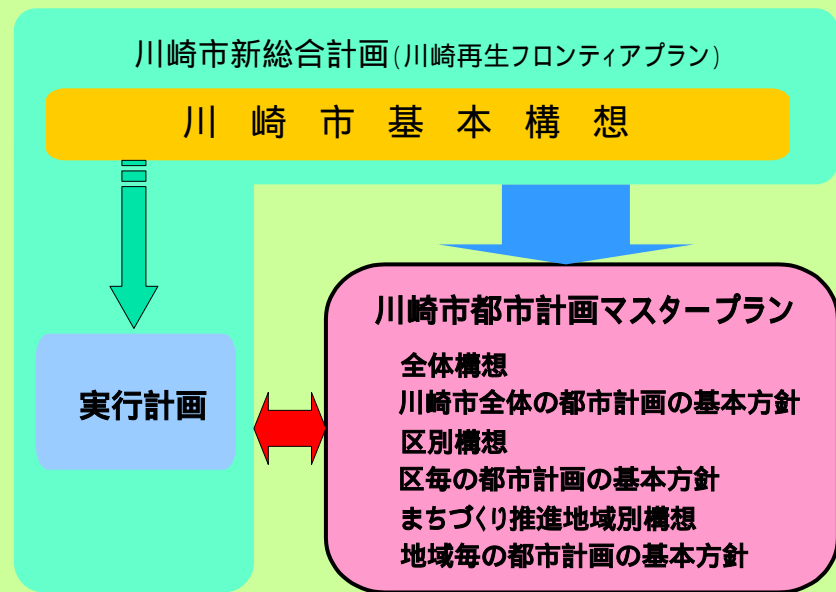 川崎市新総合計画(川崎再生フロンティアプラン)
川崎市基本構想
実行計画
川崎市都市計画マスタープラン
全体構想
川崎市全体の都市計画の基本方針
区別構想
区毎の都市計画の基本方針
まちづくり推進地域別構想
地域毎の都市計画の基本方針